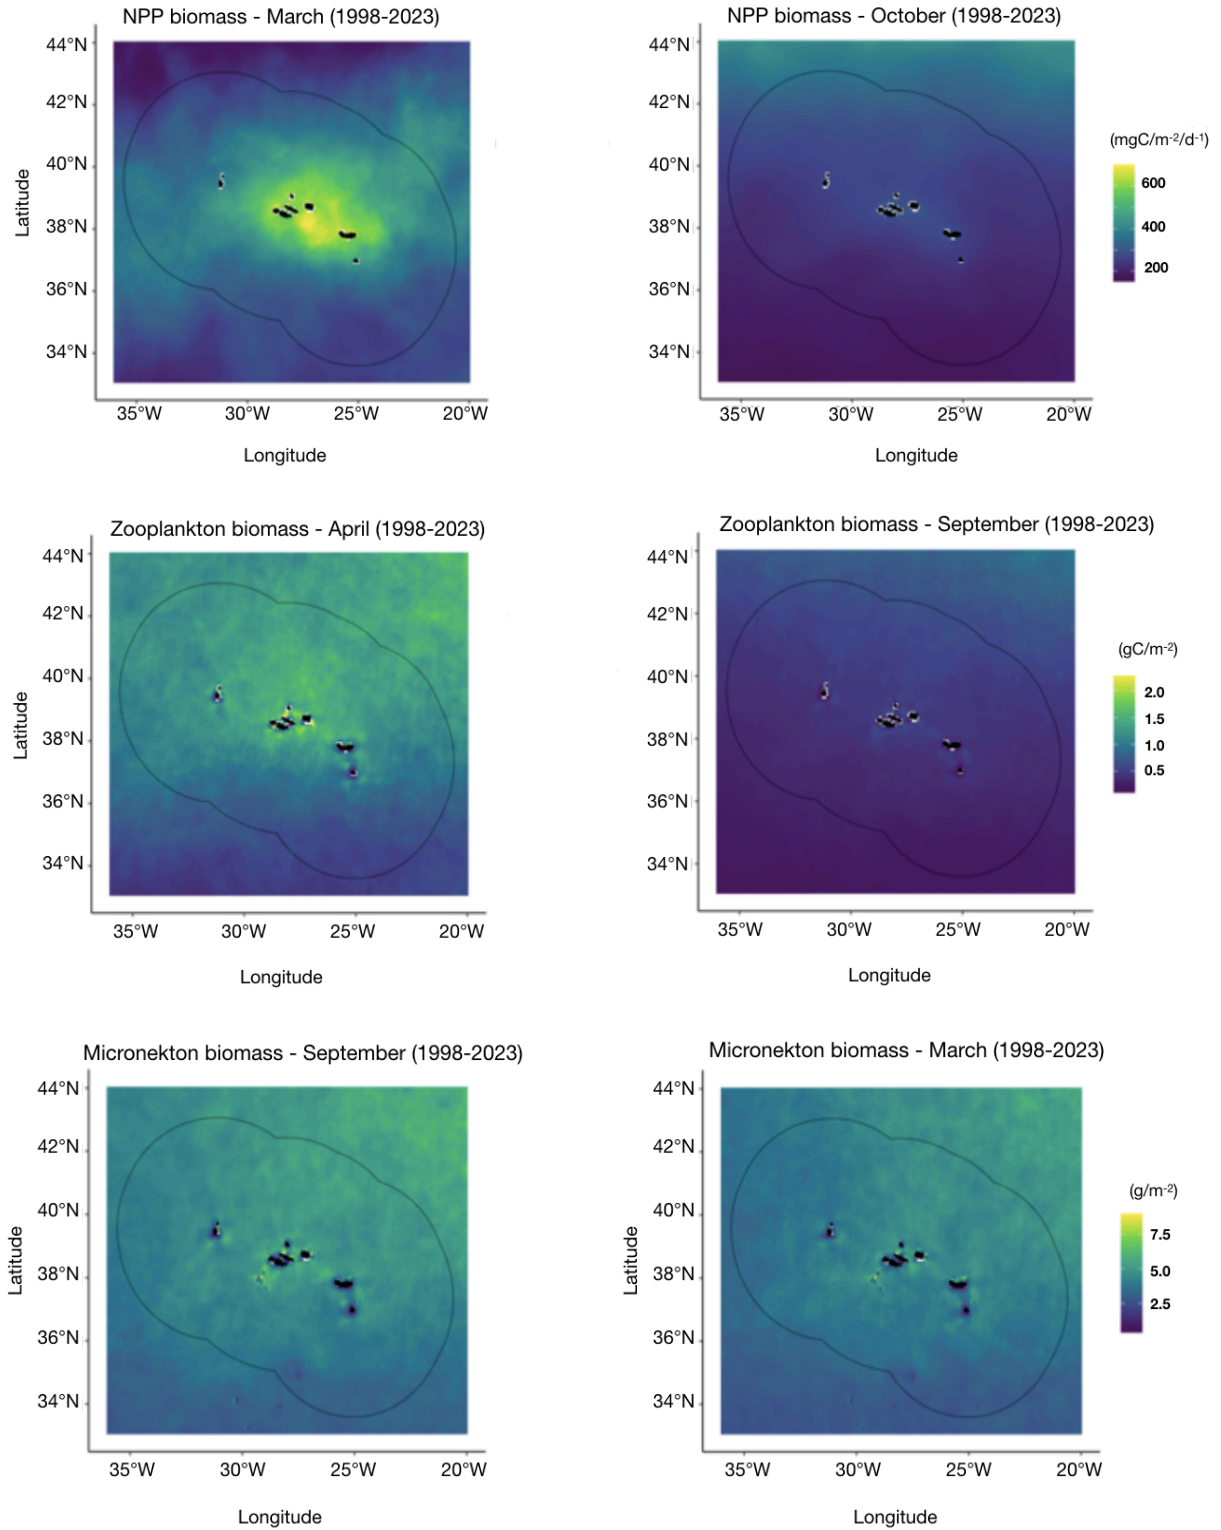 NPP biomass - March (1998-2023)
44°N
42°N
40°N
38°N
36°N
34°N
Latitude
35°W 30°W 25°W 20°W
Longitude
NPP biomass - October (1998-2023)
44°N
42°N
40°N
38°N
36°N
34°N
35°W 30°W 25°W 20°W
Longitude
(mgC/m-2/d-1)
600
400
200
Zooplankton biomass - April (1998-2023)
44°N
42°N
40°N
38°N
36°N
34°N
Latitude
35°W 30°W 25°W 20°W
Longitude
Zooplankton biomass - September (1998-2023)
44°N
42°N
40°N
38°N
36°N
34°N
35°W 30°W 25°W 20°W
Longitude
(gC/m-2)
2.0
1.5
1.0
0.5
Micronekton biomass - September (1998-2023)
44°N
42°N
40°N
38°N
36°N
34°N
Latitude
35°W 30°W 25°W 20°W
Longitude
Micronekton biomass - March (1998-2023)
44°N
42°N
40°N
38°N
36°N
34°N
Latitude
35°W 30°W 25°W 20°W
Longitude
(g/m-2)
7.5
5.0
2.5